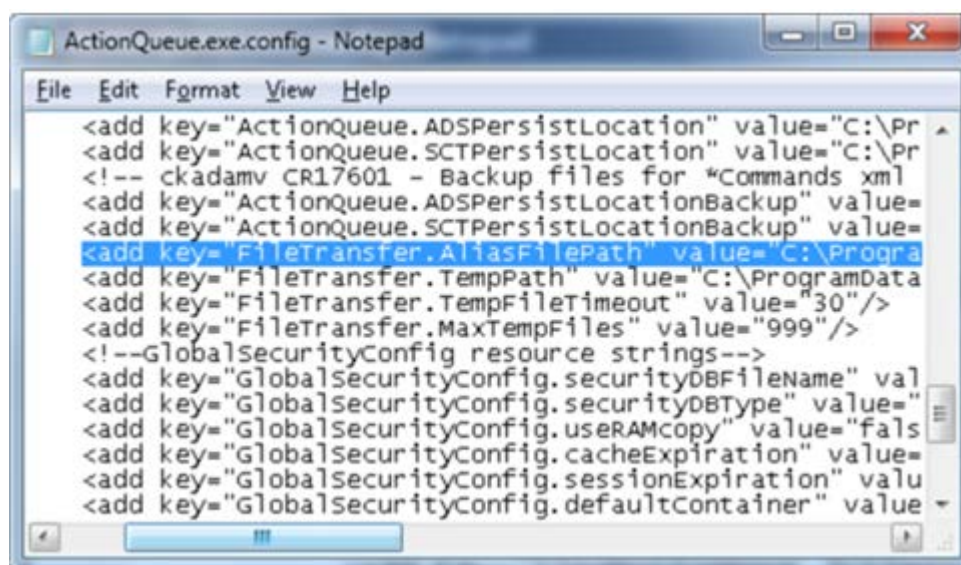 ActionQueue.exe.config - Notepad
File Edit Format View Help
<add key="ActionQueue.ADSPersistLocation" value="C:\Pr
<add key="ActionQueue.SCTPersistLocation" value="C:\Pr
<!-- ckadamv CR17601 - Backup files for *Commands xml
<add key="ActionQueue.ADSPersistLocationBackup" value=
<add key="ActionQueue.SCTPersistLocationBackup" value=
<add key="FileTransfer.AliasFilePath" value="C:\Progra
<add key="FileTransfer.TempPath" value="C:\ProgramData
<add key="FileTransfer.TempFileTimeout" value="30"/>
<add key="FileTransfer.MaxTempFiles" value="999"/>
<!--GlobalSecurityConfig resource strings-->
<add key="GlobalSecurityConfig.securityDBFileName" val
<add key="GlobalSecurityConfig.securityDBType" value="
<add key="GlobalSecurityConfig.useRAMcopy" value="fals
<add key="GlobalSecurityConfig.cacheExpiration" value=
<add key="GlobalSecurityConfig.sessionExpiration" valu
<add key="GlobalSecurityConfig.defaultContainer" value